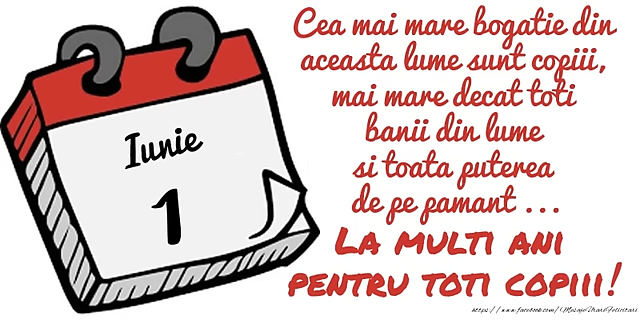 Iunie
1
Cea mai mare bogatie din
aceasta lume sunt copiii,
mai mare decat toti
banii din lume
si toata puterea
de pe pamant ...
La multi ani
pentru toti copiii!
https://www.facebook.com/MesajeUrariFelicitari